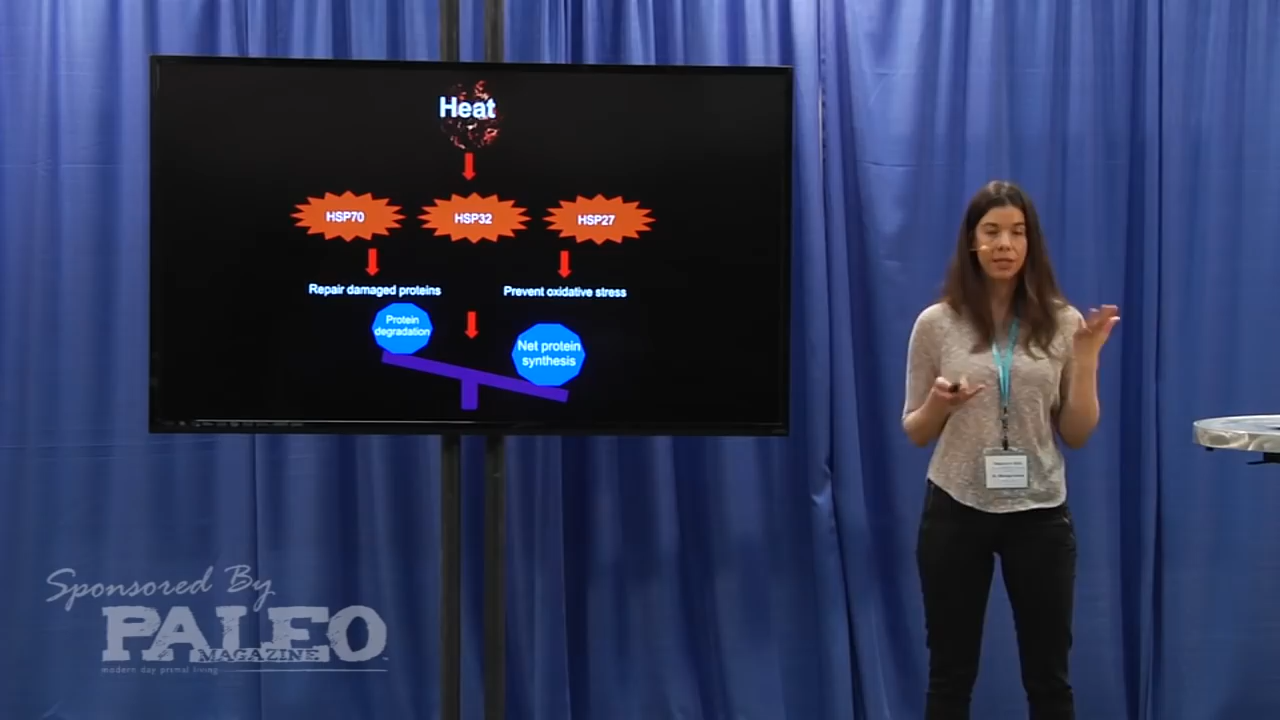 Heat
HSP70
HSP32
HSP27
Repair damaged proteins
Prevent oxidative stress
Protein
degradation
Net protein
synthesis
Sponsored By
PALEO
MAGAZINE
modern day primal living